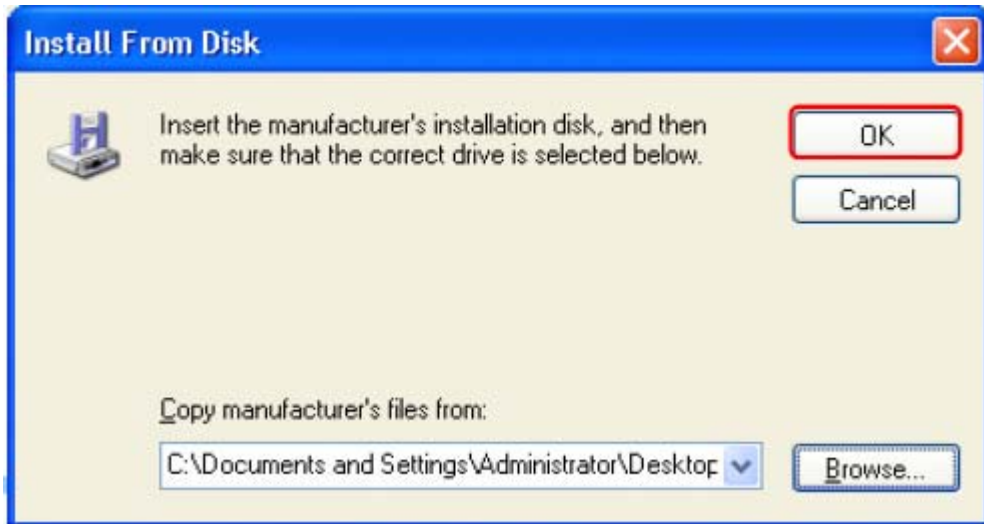 Install From Disk
Insert the manufacturer's installation disk, and then
make sure that the correct drive is selected below.
OK
Cancel
Copy manufacturer's files from:
C:\Documents and Settings\Administrator\Desktop
Browse...